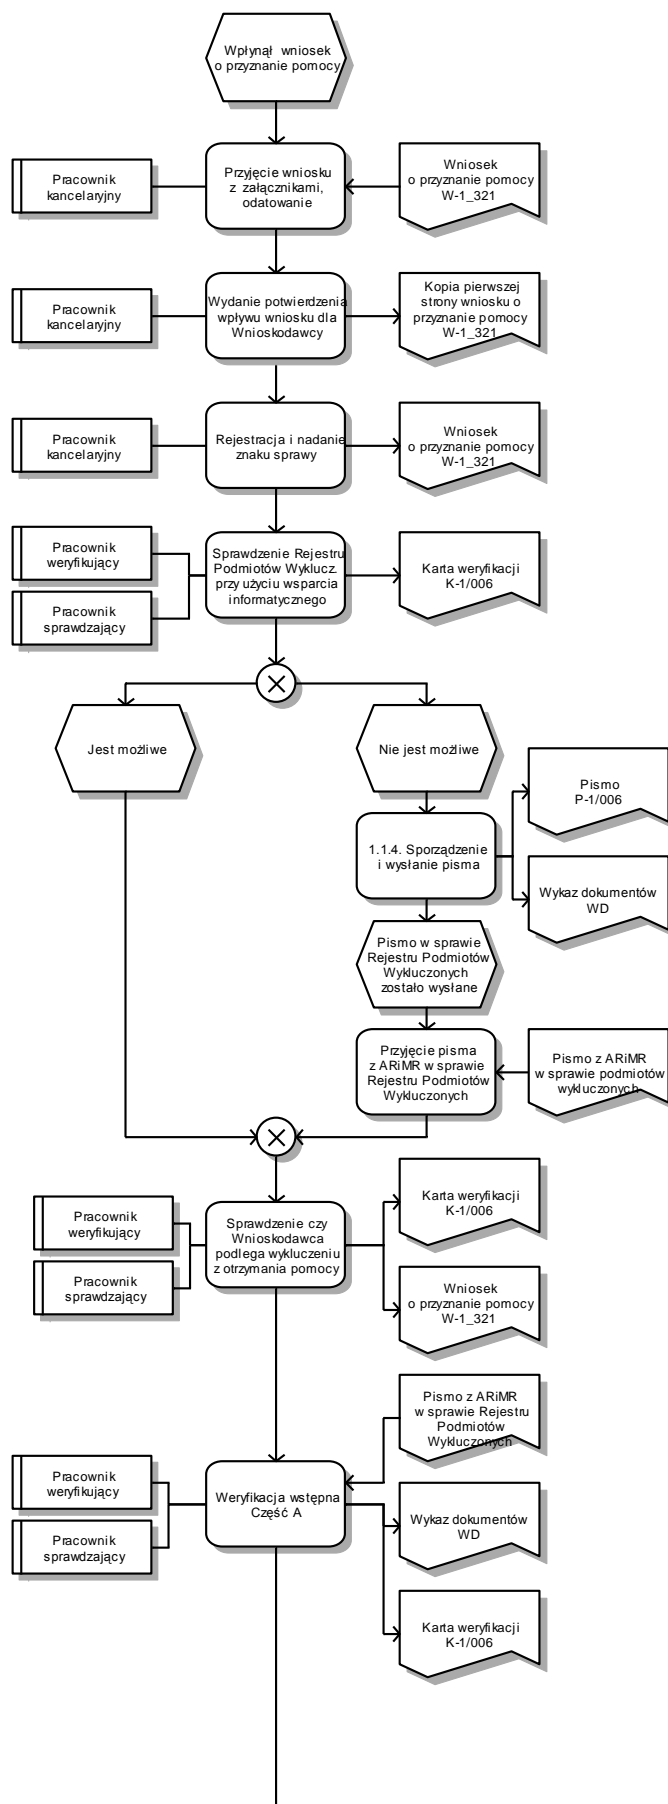 Wpłynął wniosek
o przyznanie pomocy
Pracownik
kancelaryjny
Przyjęcie wniosku
z załącznikami,
odatowanie
Wniosek
o przyznanie pomocy
W-1_321
Pracownik
kancelaryjny
Wydanie potwierdzenia
wpływu wniosku dla
Wnioskodawcy
Kopia pierwszej
strony wniosku o
przyznanie pomocy
W-1_321
Pracownik
kancelaryjny
Rejestracja i nadanie
znaku sprawy
Wniosek
o przyznanie pomocy
W-1_321
Pracownik
weryfikujący
Pracownik
sprawdzający
Sprawdzenie Rejestru
Podmiotów Wyklucz.
przy użyciu wsparcia
informatycznego
Karta weryfikacji
K-1/006
Jest możliwe
Nie jest możliwe
Pismo
P-1/006
1.1.4. Sporządzenie
i wysłanie pisma
Wykaz dokumentów
WD
Pismo w sprawie
Rejestru Podmiotów
Wykluczonych
zostało wysłane
Przyjęcie pisma
z ARiMR w sprawie
Rejestru Podmiotów
Wykluczonych
Pismo z ARiMR
w sprawie podmiotów
wykluczonych
Pracownik
weryfikujący
Pracownik
sprawdzający
Sprawdzenie czy
Wnioskodawca
podlega wykluczeniu
z otrzymania pomocy
Karta weryfikacji
K-1/006
Wniosek
o przyznanie pomocy
W-1_321
Pismo z ARiMR
w sprawie Rejestru
Podmiotów
Wykluczonych
Pracownik
weryfikujący
Pracownik
sprawdzający
Weryfikacja wstępna
Część A
Wykaz dokumentów
WD
Karta weryfikacji
K-1/006